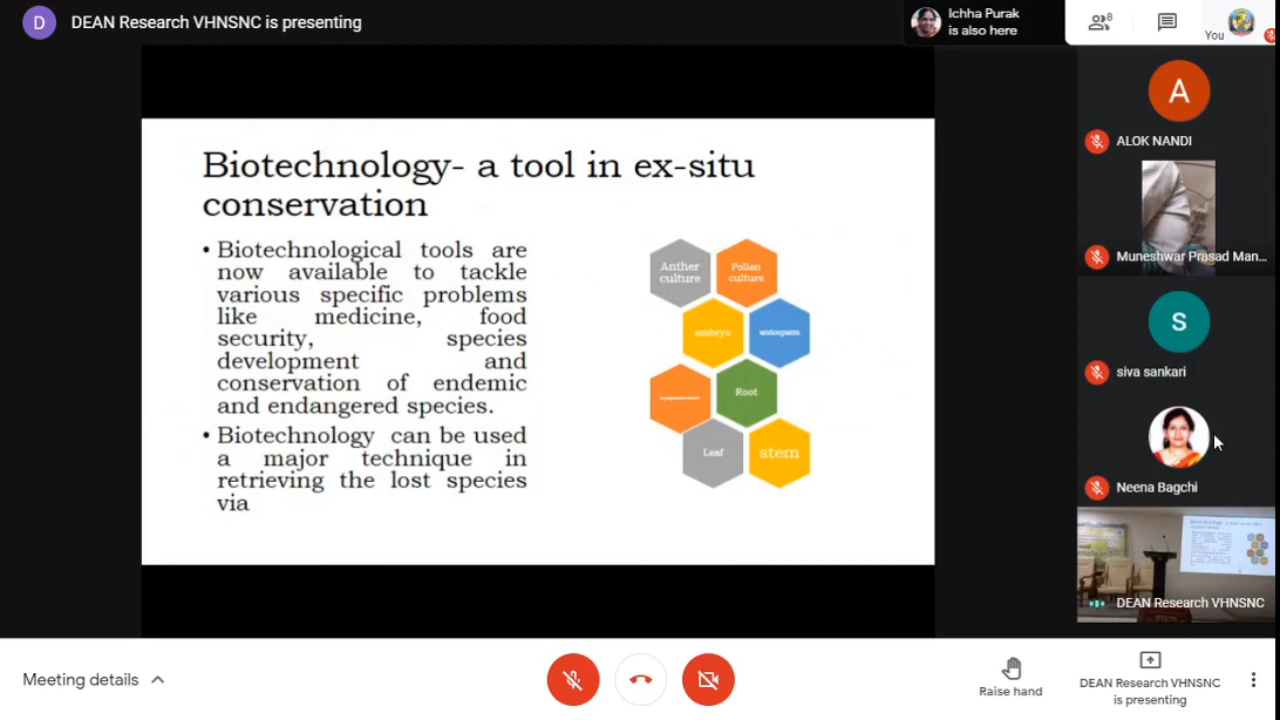 D DEAN Research VHNSNC is presenting
Ichha Purak
is also here
8
You
Biotechnology- a tool in ex-situ
conservation
• Biotechnological tools are
now available to tackle
various specific problems
like medicine, food
security, species
development and
conservation of endemic
and endangered species.
• Biotechnology can be used
a major technique in
retrieving the lost species
via
Anther
culture
Pollen
culture
embryo
endosperm
Root
Leaf
stem
A
ALOK NANDI
Muneshwar Prasad Man...
S
siva sankari
Neena Bagchi
DEAN Research VHNSNC
Meeting details
Raise hand
DEAN Research VHNSNC
is presenting